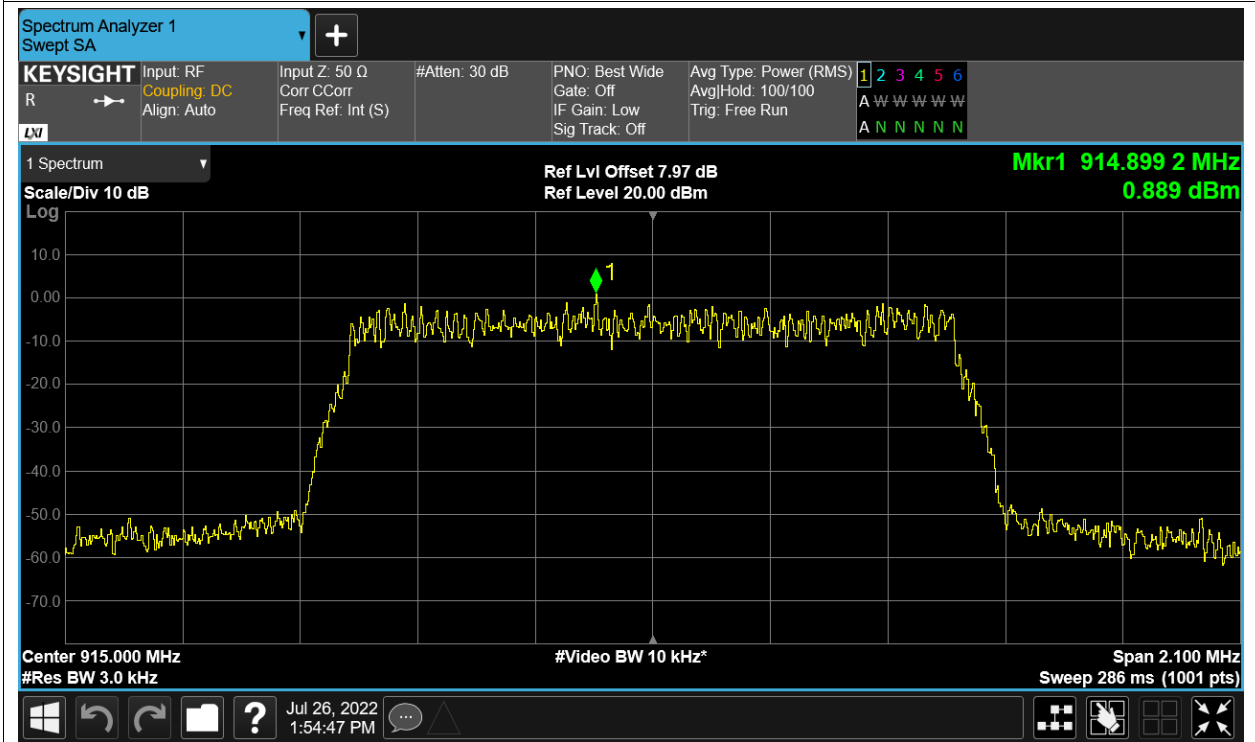 Spectrum Analyzer 1
Swept SA
KEYSIGHT
R
LXI
Input: RF
Coupling: DC
Align: Auto
Input Z: 50 Ω
Corr CCorr
Freq Ref: Int (S)
#Atten: 30 dB
PNO: Best Wide
Gate: Off
IF Gain: Low
Sig Track: Off
Avg Type: Power (RMS)
Avg|Hold: 100/100
Trig: Free Run
1 2 3 4 5 6
A W W W W W
A N N N N N
1 Spectrum
Scale/Div 10 dB
Log
Ref Lvl Offset 7.97 dB
Ref Level 20.00 dBm
Mkr1 914.899 2 MHz
0.889 dBm
1
10.0
0.00
-10.0
-20.0
-30.0
-40.0
-50.0
-60.0
-70.0
Center 915.000 MHz
#Res BW 3.0 kHz
#Video BW 10 kHz*
Span 2.100 MHz
Sweep 286 ms (1001 pts)
?
Jul 26, 2022
1:54:47 PM